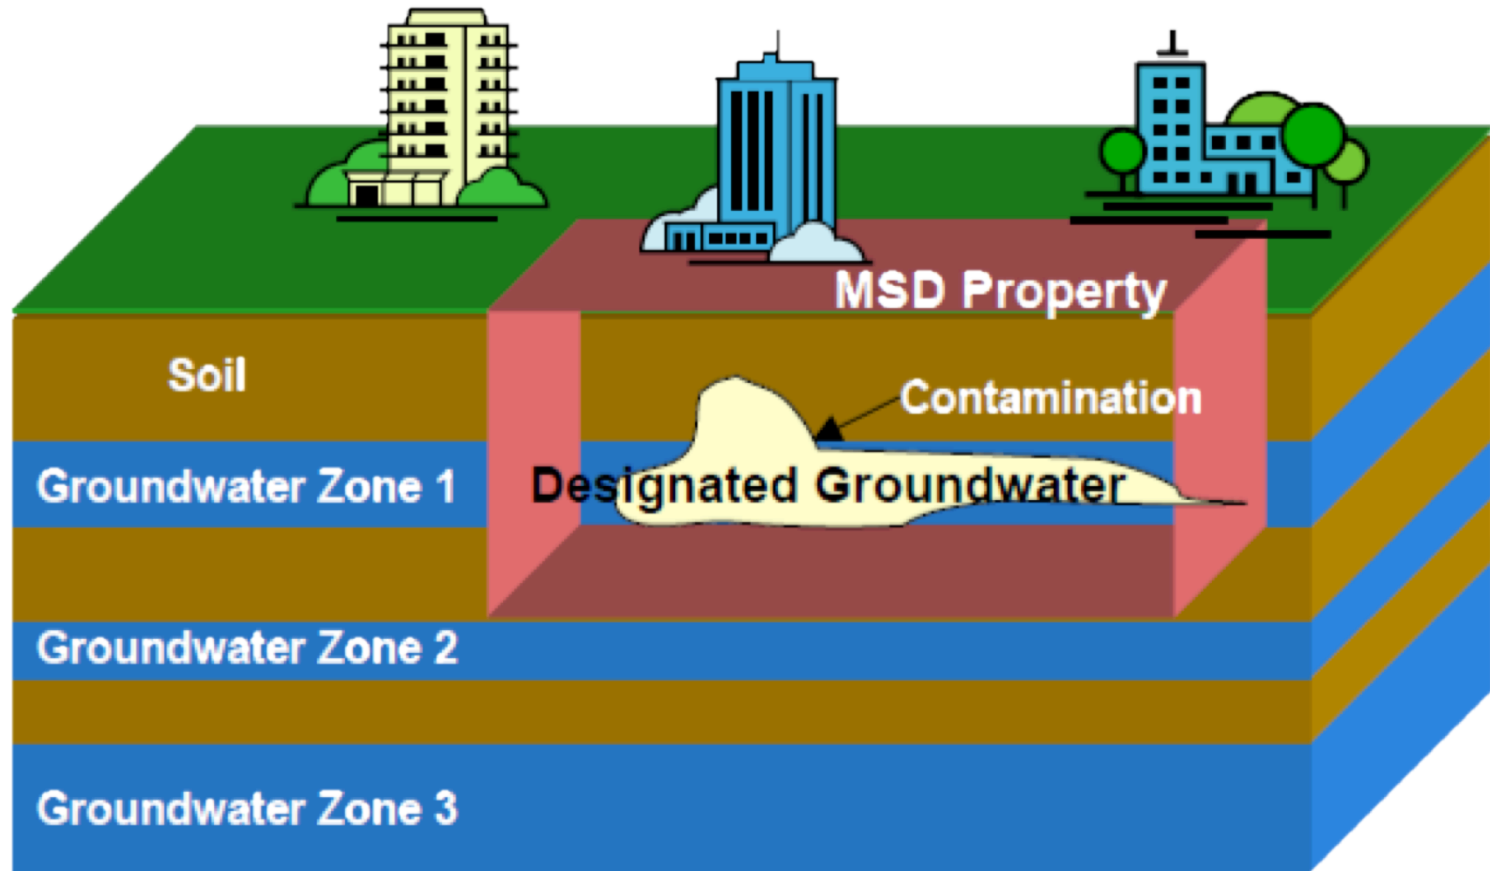 MSD Property
Soil
Contamination
Groundwater Zone 1
Designated Groundwater
Groundwater Zone 2
Groundwater Zone 3